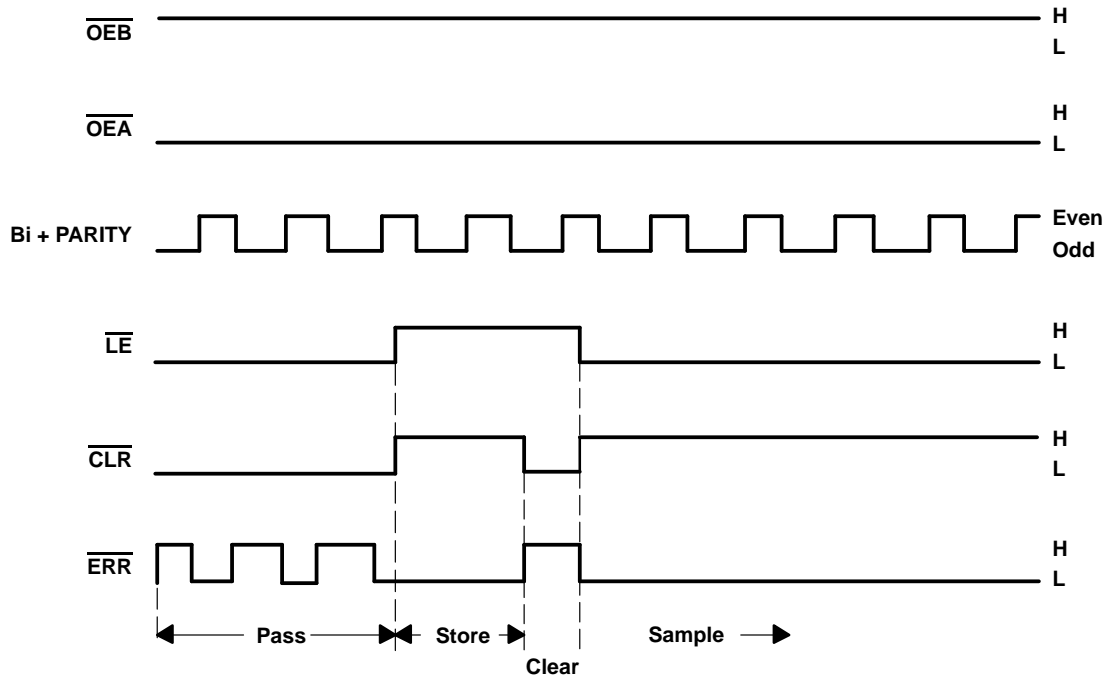 OEB
H
L
OEA
H
L
Bi + PARITY
Even
Odd
LE
H
L
CLR
H
L
ERR
H
L
Pass
Store
Sample
Clear